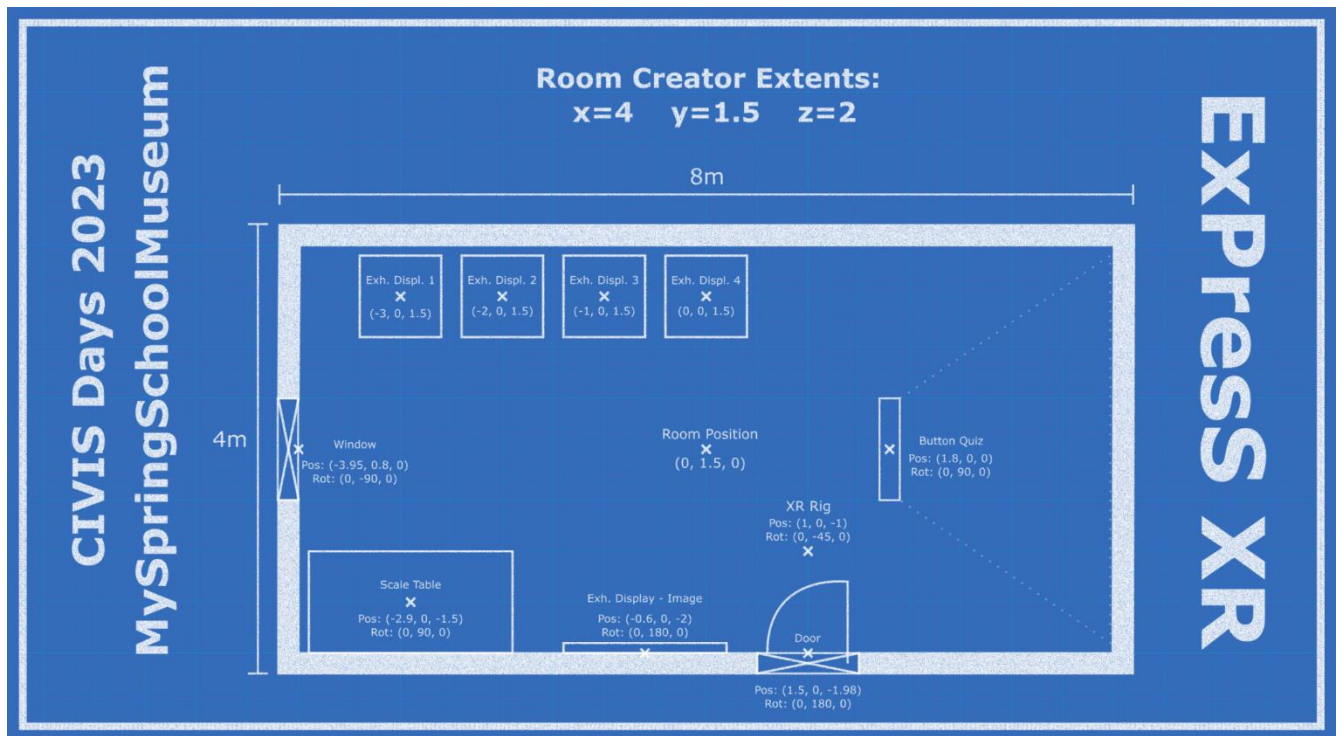 CIVIS Days 2023
MySpringSchoolMuseum
Room Creator Extents:
x=4 y=1.5 z=2
ExPresS XR
8m
4m
Exh. Displ. 1
(-3, 0, 1.5)
Exh. Displ. 2
(-2, 0, 1.5)
Exh. Displ. 3
(-1, 0, 1.5)
Exh. Displ. 4
(0, 0, 1.5)
Window
Pos: (-3.95, 0.8, 0)
Rot: (0, -90, 0)
Room Position
(0, 1.5, 0)
Button Quiz
Pos: (1.8, 0, 0)
Rot: (0, 90, 0)
XR Rig
Pos: (1, 0, -1)
Rot: (0, -45, 0)
Scale Table
Pos: (-2.9, 0, -1.5)
Rot: (0, 90, 0)
Exh. Display - Image
Pos: (-0.6, 0, -2)
Rot: (0, 180, 0)
Door
Pos: (1.5, 0, -1.98)
Rot: (0, 180, 0)